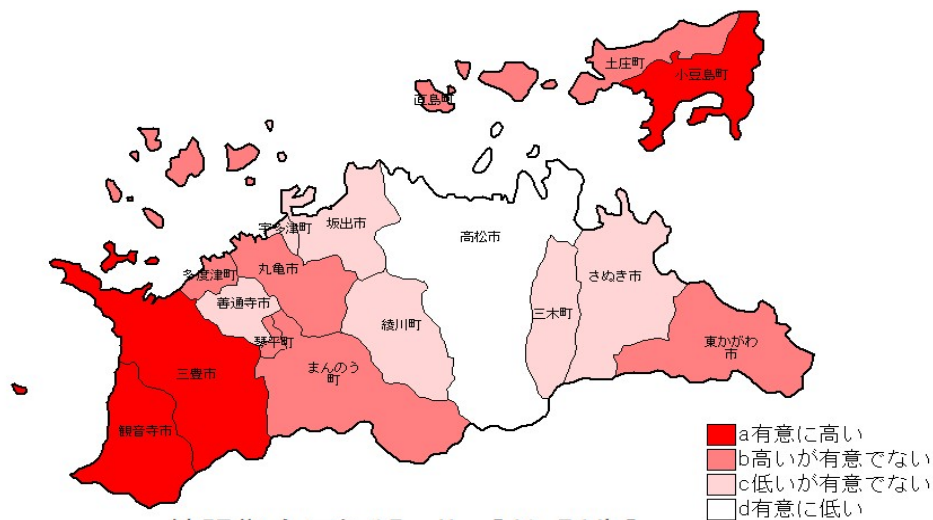 土庄町
小豆島町
直島町
宇多津町
坂出市
高松市
多度津町
丸亀市
さぬき市
善通寺市
綾川町
三木町
琴平町
東かがわ
市
三豊市
まんのう
町
観音寺市
a有意に高い
b高いが有意でない
c低いが有意でない
d有意に低い